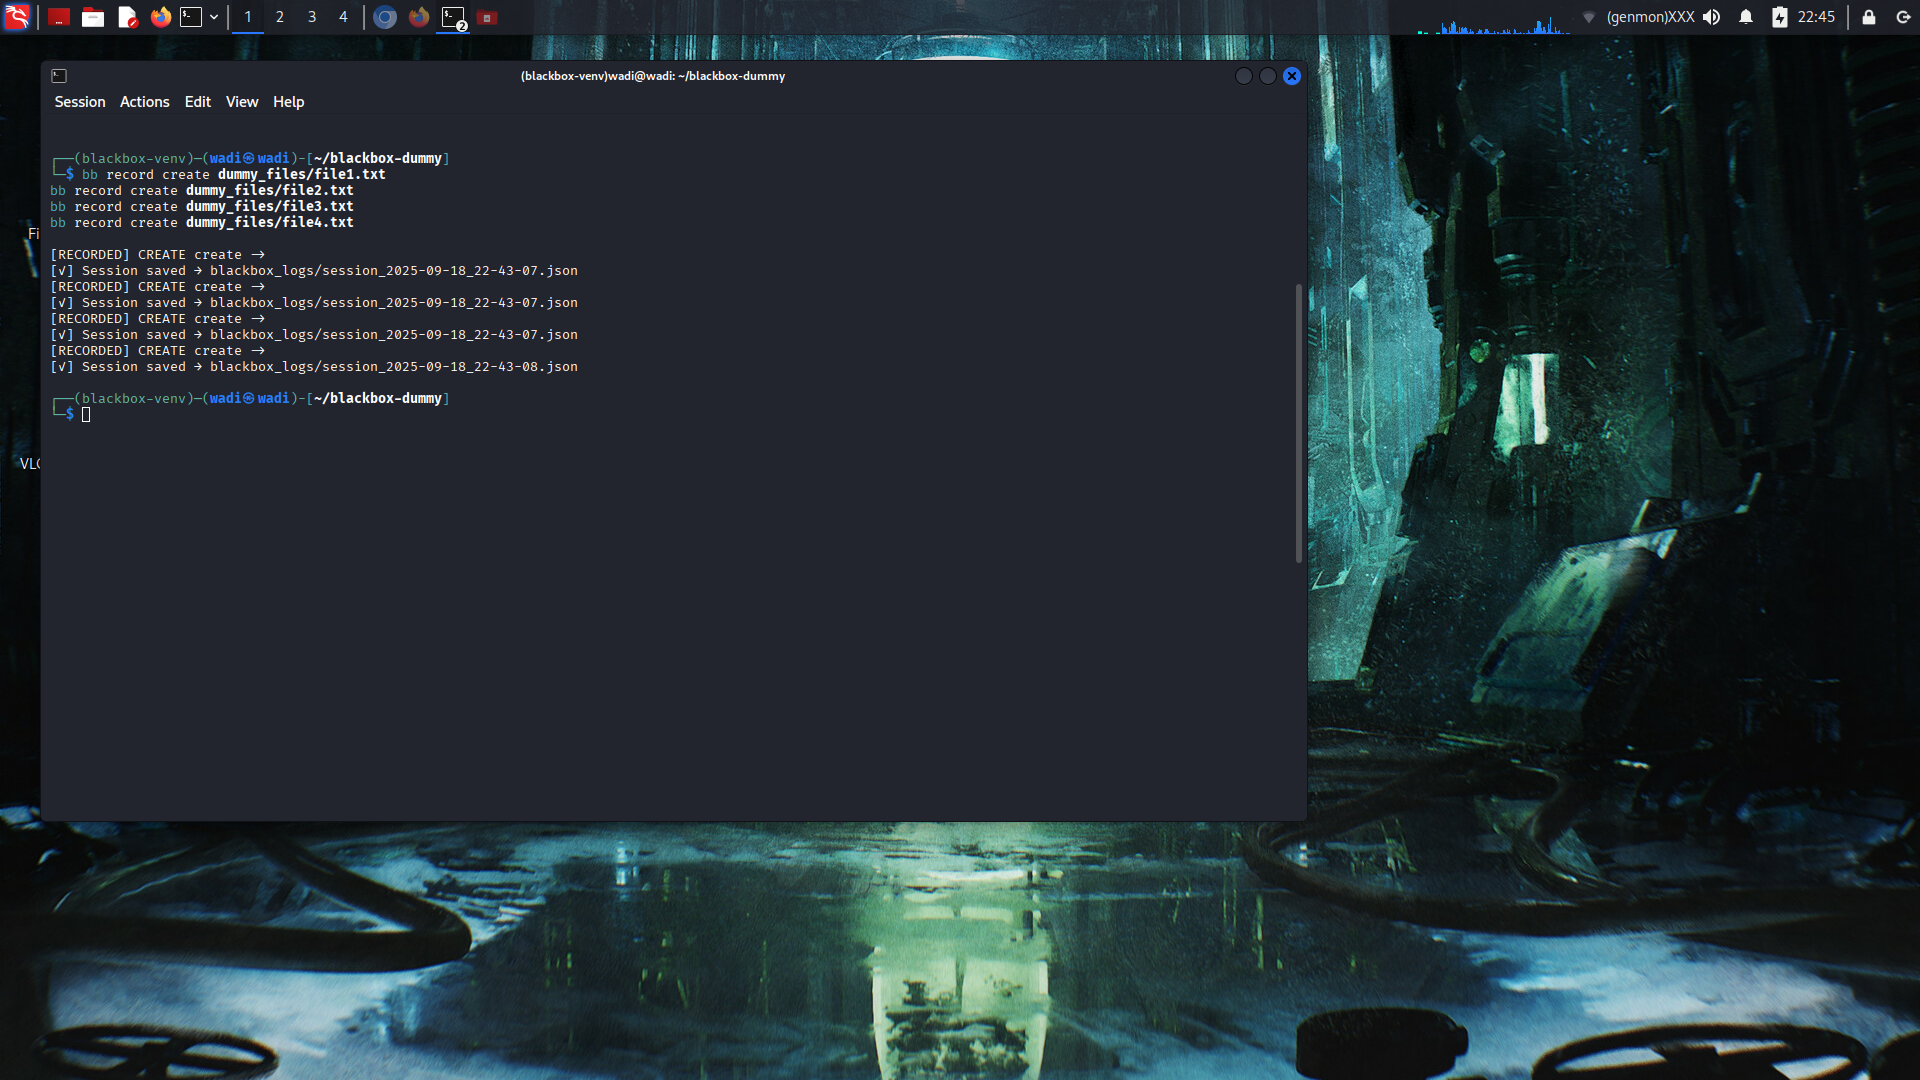 1 2 3 4 2 (genmon)XXX 22:45
(blackbox-venv)wadi@wadi: ~/blackbox-dummy
Session Actions Edit View Help
┌──(blackbox-venv)─(wadi㉿wadi)-[~/blackbox-dummy]
└─$ bb record create dummy_files/file1.txt
bb record create dummy_files/file2.txt
bb record create dummy_files/file3.txt
bb record create dummy_files/file4.txt
[RECORDED] CREATE create →
[√] Session saved → blackbox_logs/session_2025-09-18_22-43-07.json
[RECORDED] CREATE create →
[√] Session saved → blackbox_logs/session_2025-09-18_22-43-07.json
[RECORDED] CREATE create →
[√] Session saved → blackbox_logs/session_2025-09-18_22-43-07.json
[RECORDED] CREATE create →
[√] Session saved → blackbox_logs/session_2025-09-18_22-43-08.json
┌──(blackbox-venv)─(wadi㉿wadi)-[~/blackbox-dummy]
└─$
Fi
VLC